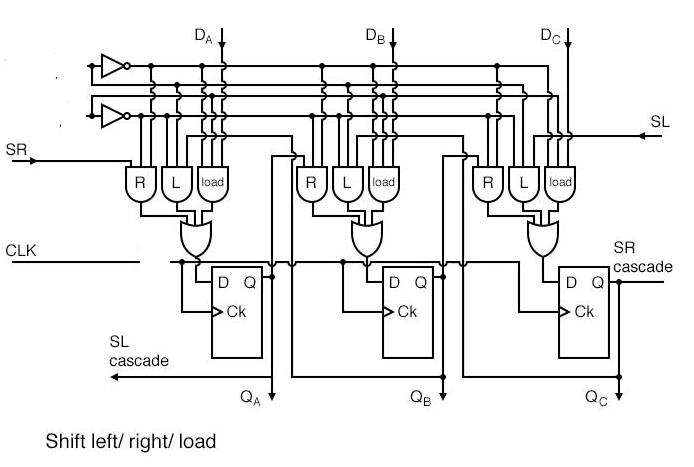 DA DB DC
SL
SR
R L load R L load R L load
CLK
SR
cascade
D Q D Q D Q
Ck Ck Ck
SL
cascade
QA QB QC
Shift left/ right/ load